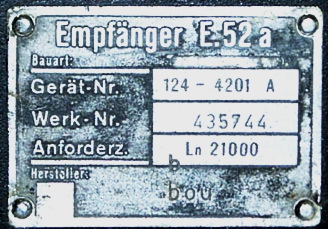 Empfänger E.52 a
Bauart:
Gerät-Nr. 124 - 4201 A
Werk-Nr. 435744
Anforderz. Ln 21000
b
Hersteller:
bou